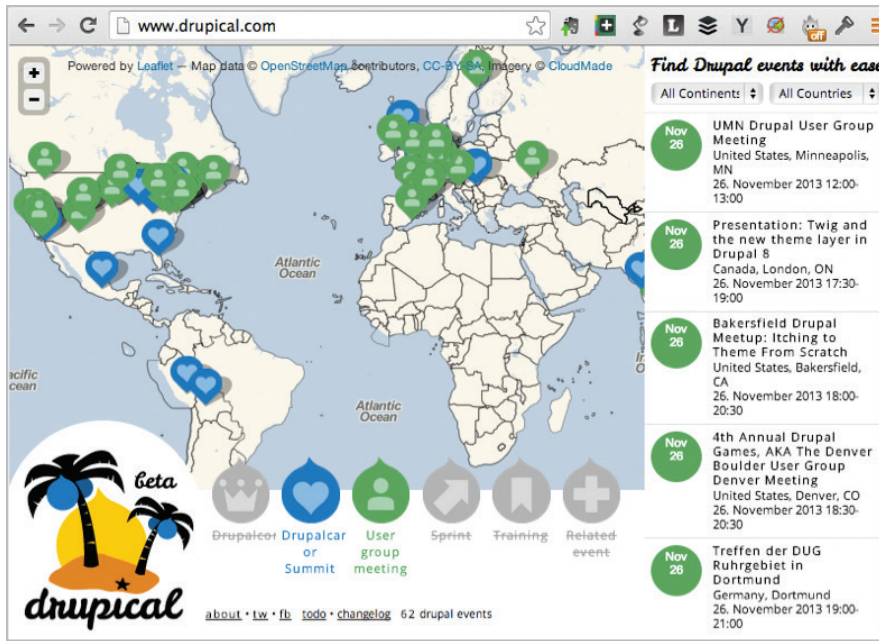 www.drupical.com
off
+
−
Powered by Leaflet — Map data © OpenStreetMap contributors, CC-BY-SA, Imagery © CloudMade
Atlantic
Ocean
Atlantic
Ocean
acific
cean
beta
drupical
Drupalcor
Drupalcar
or
Summit
User
group
meeting
Sprint
Training
Related
event
about • tw • fb todo • changelog 62 drupal events
Find Drupal events with ease
All Continents
All Countries
Nov
26
UMN Drupal User Group
Meeting
United States, Minneapolis,
MN
26. November 2013 12:00-
13:00
Nov
26
Presentation: Twig and
the new theme layer in
Drupal 8
Canada, London, ON
26. November 2013 17:30-
19:00
Nov
26
Bakersfield Drupal
Meetup: Itching to
Theme From Scratch
United States, Bakersfield,
CA
26. November 2013 18:00-
20:30
Nov
26
4th Annual Drupal
Games, AKA The Denver
Boulder User Group
Denver Meeting
United States, Denver, CO
26. November 2013 18:30-
20:30
Nov
26
Treffen der DUG
Ruhrgebiet in
Dortmund
Germany, Dortmund
26. November 2013 19:00-
21:00